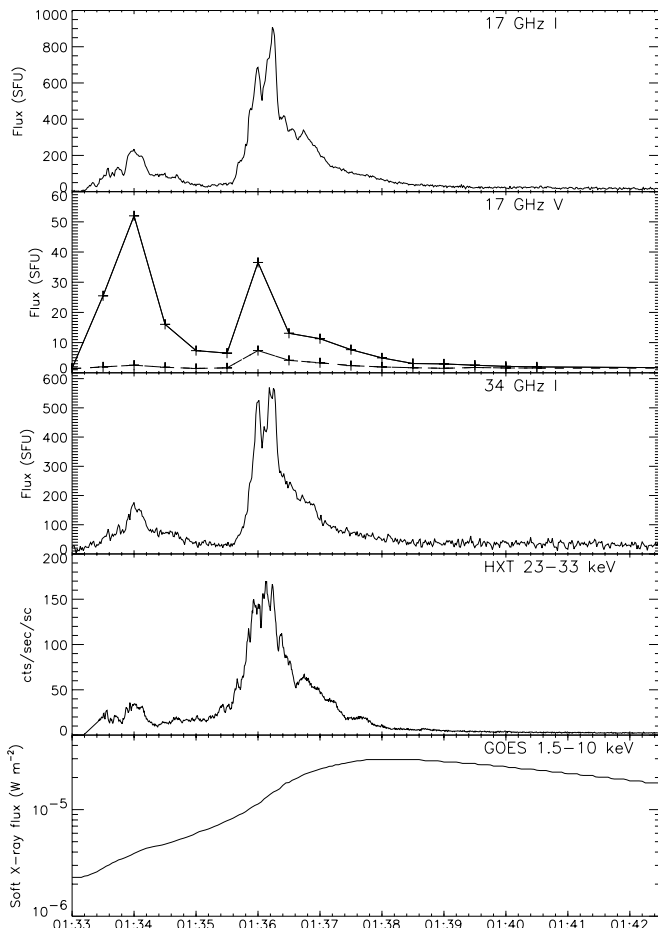 17 GHz I
1000
800
600
400
200
0
Flux (SFU)
17 GHz V
60
50
40
30
20
10
0
Flux (SFU)
34 GHz I
600
500
400
300
200
100
0
Flux (SFU)
HXT 23–33 keV
200
150
100
50
0
cts/sec/sc
GOES 1.5–10 keV
10⁻⁵
10⁻⁶
Soft X–ray flux (W m⁻²)
01:33 01:34 01:35 01:36 01:37 01:38 01:39 01:40 01:41 01:42